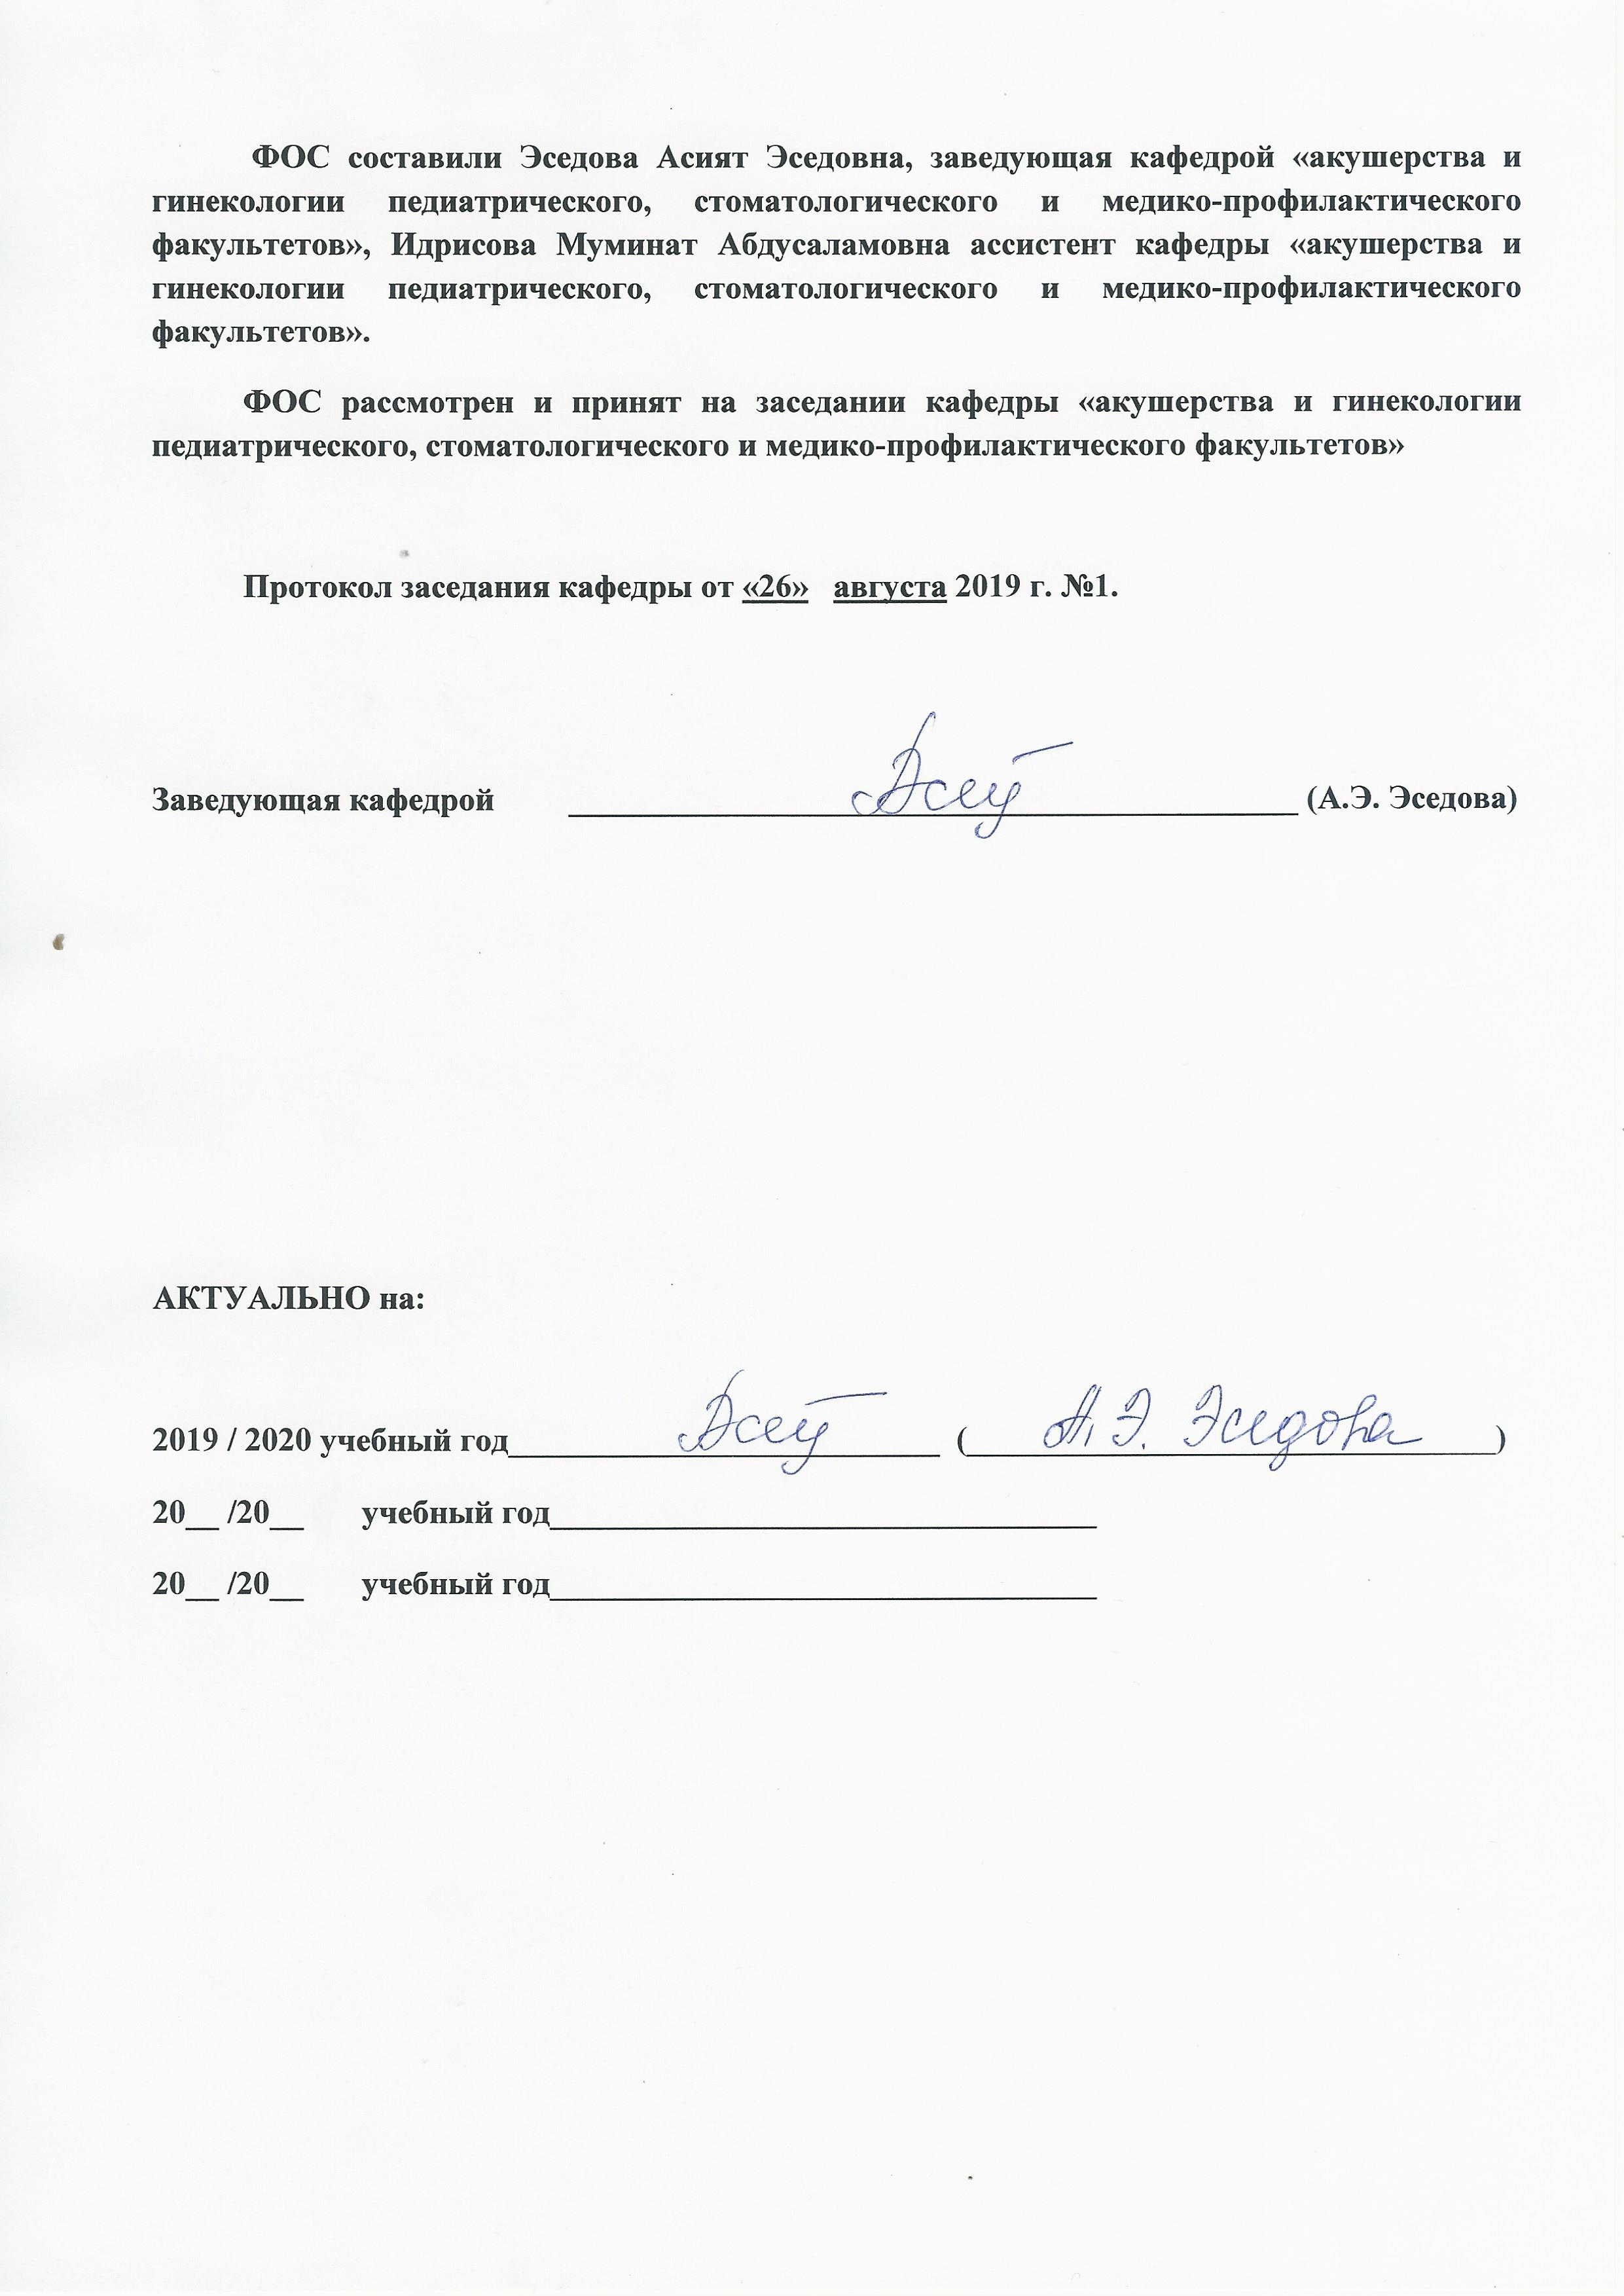 ФОС составили Эседова Асият Эседовна, заведующая кафедрой «акушерства и
гинекологии педиатрического, стоматологического и медико-профилактического
факультетов», Идрисова Муминат Абдусаламовна ассистент кафедры «акушерства и
гинекологии педиатрического, стоматологического и медико-профилактического
факультетов».
ФОС рассмотрен и принят на заседании кафедры «акушерства и гинекологии
педиатрического, стоматологического и медико-профилактического факультетов»
Протокол заседания кафедры от «26» августа 2019 г. №1.
Заведующая кафедрой (А.Э. Эседова)
АКТУАЛЬНО на:
2019 / 2020 учебный год (А.Э. Эседова)
20__ /20__ учебный год
20__ /20__ учебный год